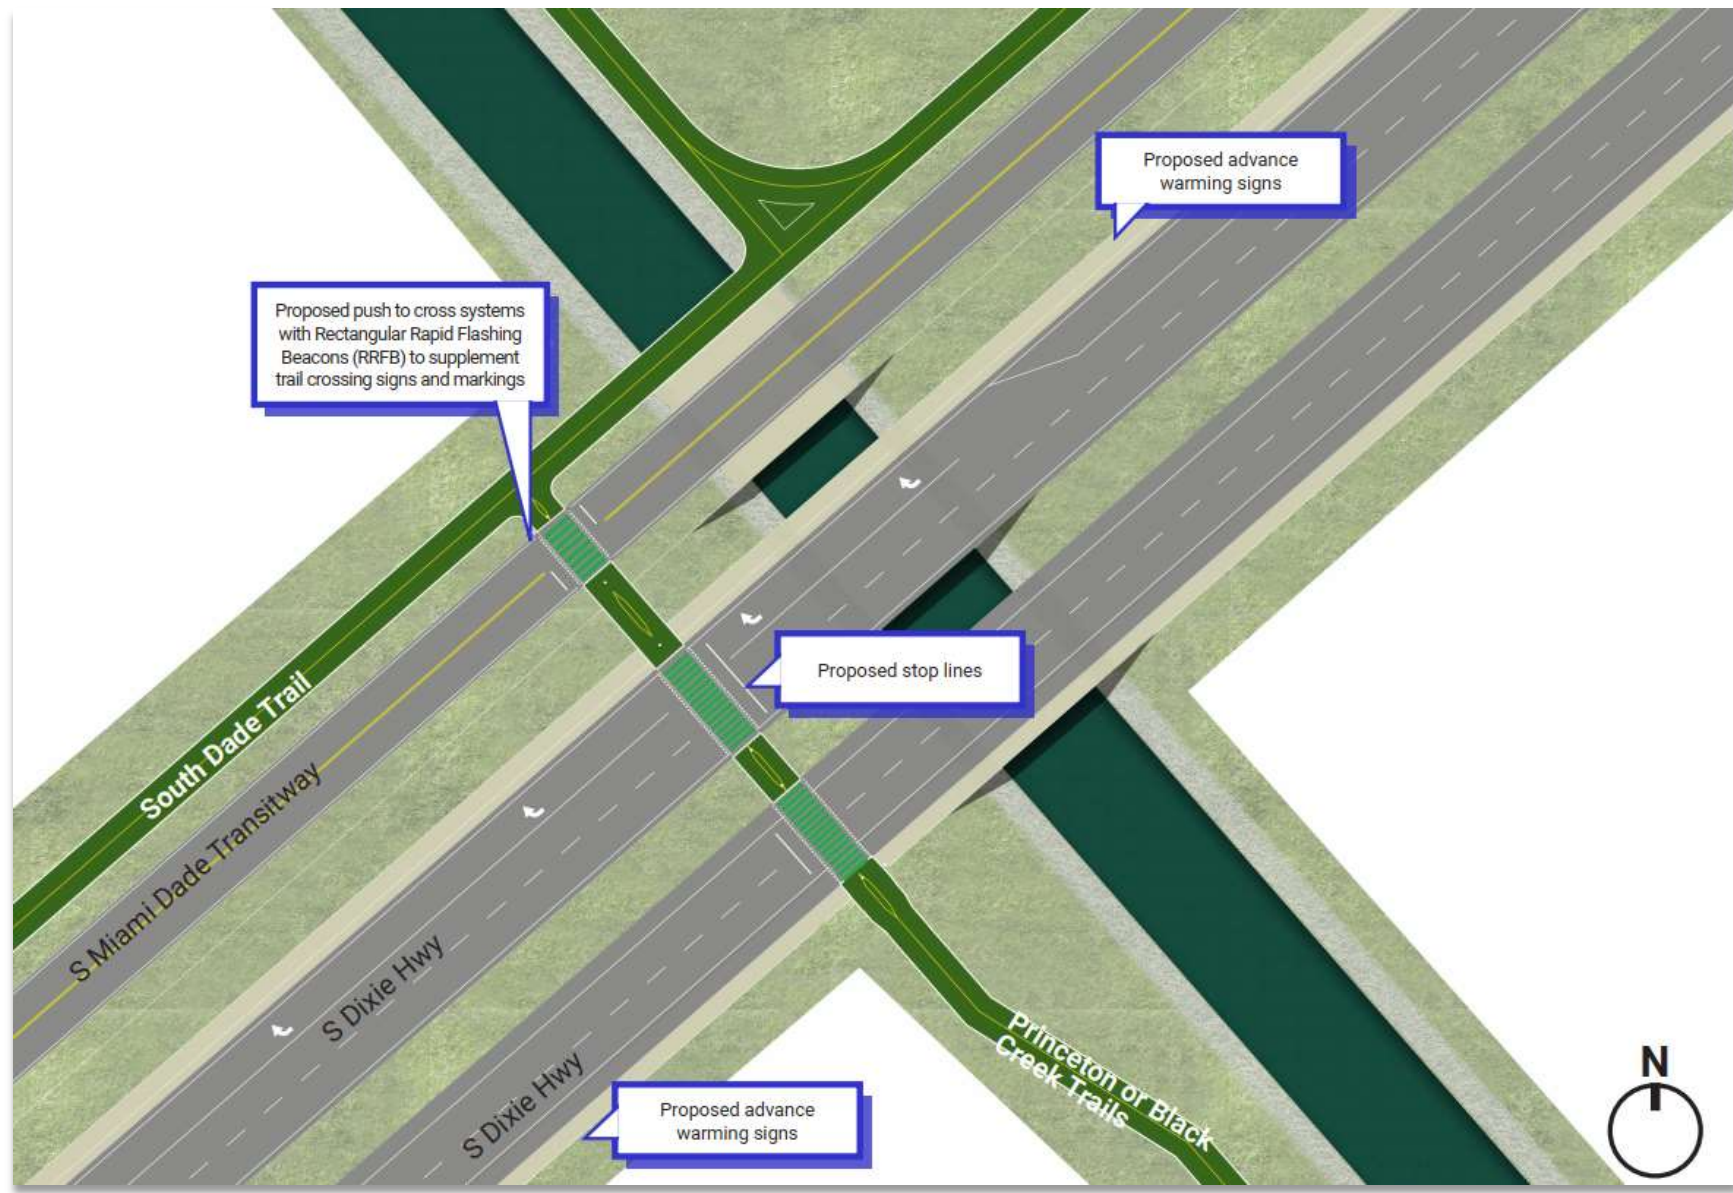 Proposed advance
warming signs
Proposed push to cross systems
with Rectangular Rapid Flashing
Beacons (RRFB) to supplement
trail crossing signs and markings
Proposed stop lines
South Dade Trail
S Miami Dade Transitway
S Dixie Hwy
S Dixie Hwy
Princeton or Black
Creek Trails
Proposed advance
warming signs
N